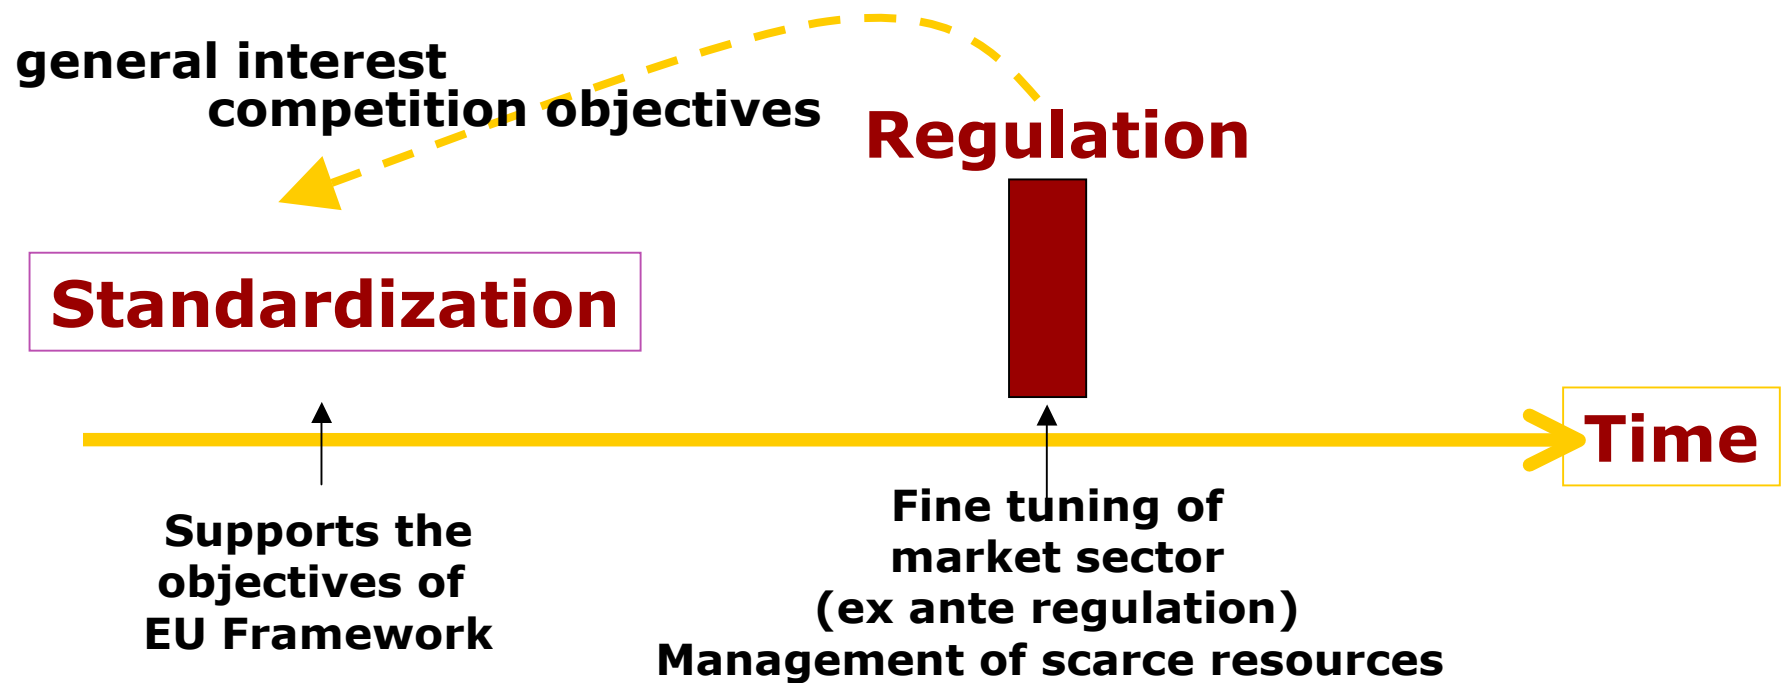 general interest
competition objectives
Regulation
Standardization
Time
Supports the
objectives of
EU Framework
Fine tuning of
market sector
(ex ante regulation)
Management of scarce resources